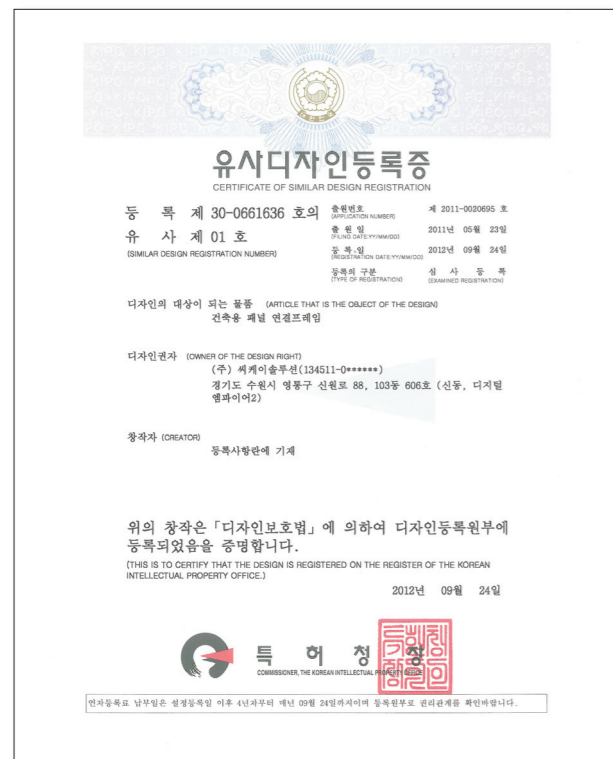 대한민국
유사디자인등록증
CERTIFICATE OF SIMILAR DESIGN REGISTRATION
등 록 제 30-0661636 호의
유 사 제 01 호
(SIMILAR DESIGN REGISTRATION NUMBER)
출원번호 제 2011-0020695 호
(APPLICATION NUMBER)
출 원 일 2011년 05월 23일
(FILING DATE:YY/MM/DD)
등 록 일 2012년 09월 24일
(REGISTRATION DATE:YY/MM/DD)
등록의 구분 심 사 등 록
(TYPE OF REGISTRATION) (EXAMINED REGISTRATION)
디자인의 대상이 되는 물품 (ARTICLE THAT IS THE OBJECT OF THE DESIGN)
건축용 패널 연결프레임
디자인권자 (OWNER OF THE DESIGN RIGHT)
(주) 씨케이솔루션(134511-0******)
경기도 수원시 영통구 신원로 88, 103동 606호 (신동, 디지털
엠파이어2)
창작자 (CREATOR)
등록사항란에 기재
위의 창작은「디자인보호법」에 의하여 디자인등록원부에
등록되었음을 증명합니다.
(THIS IS TO CERTIFY THAT THE DESIGN IS REGISTERED ON THE REGISTER OF THE KOREAN
INTELLECTUAL PROPERTY OFFICE.)
2012년 09월 24일
특 허 청 장
COMMISSIONER, THE KOREAN INTELLECTUAL PROPERTY OFFICE
연차등록료 납부일은 설정등록일 이후 4년차부터 매년 09월 24일까지이며 등록원부로 권리관계를 확인바랍니다.